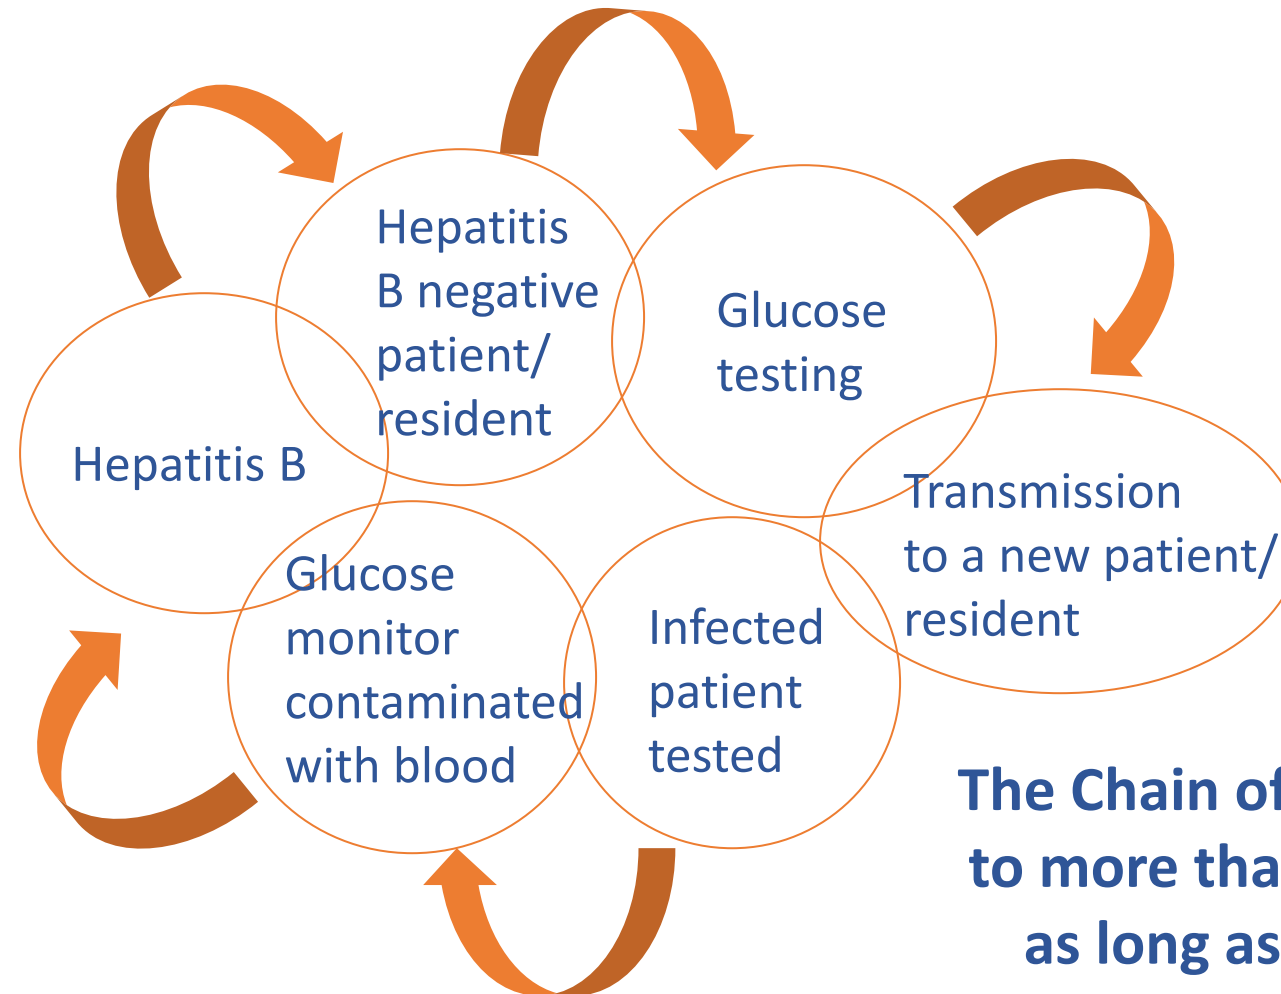 Hepatitis
B negative
patient/
resident
Glucose
testing
Hepatitis B
Transmission
to a new patient/
resident
Glucose
monitor
contaminated
with blood
Infected
patient
tested
The Chain of
to more tha
as long as